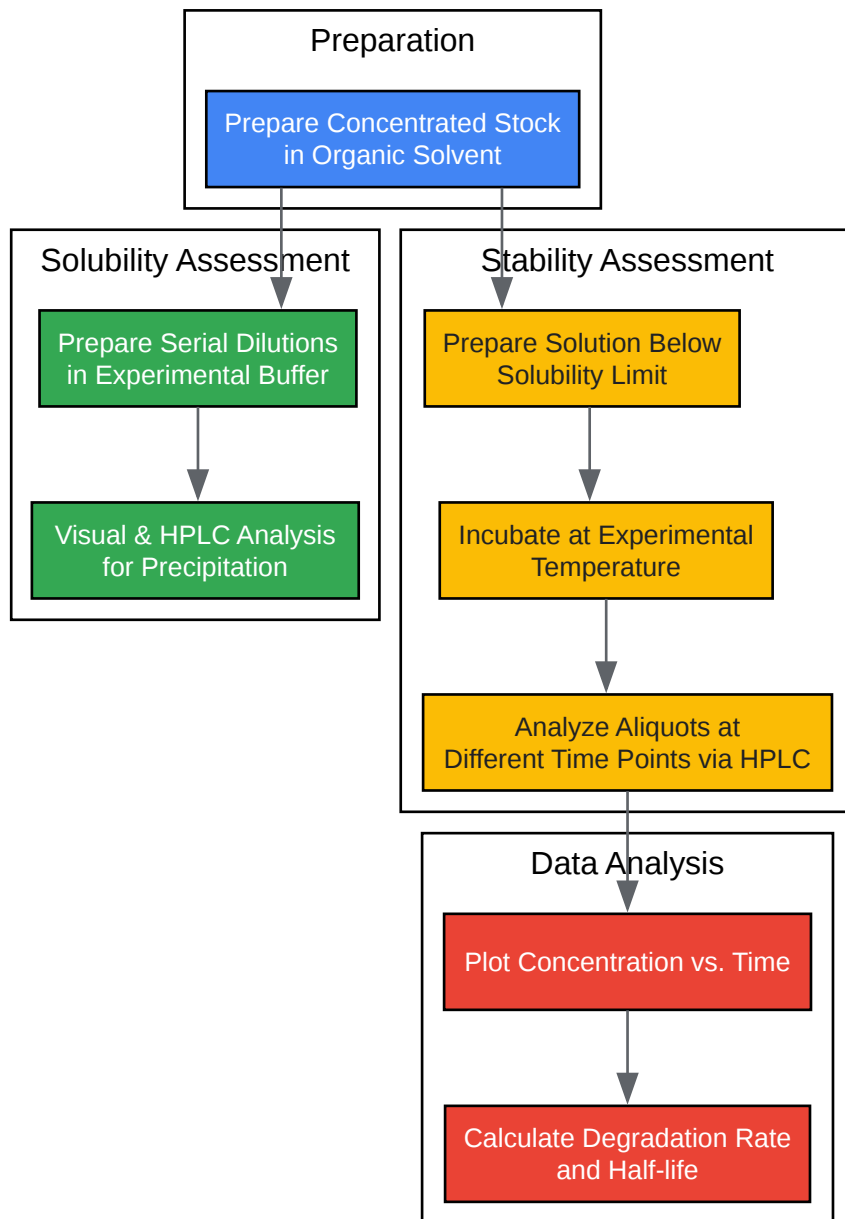 Preparation
Prepare Concentrated Stock
in Organic Solvent
Solubility Assessment
Prepare Serial Dilutions
in Experimental Buffer
Visual & HPLC Analysis
for Precipitation
Stability Assessment
Prepare Solution Below
Solubility Limit
Incubate at Experimental
Temperature
Analyze Aliquots at
Different Time Points via HPLC
Data Analysis
Plot Concentration vs. Time
Calculate Degradation Rate
and Half-life